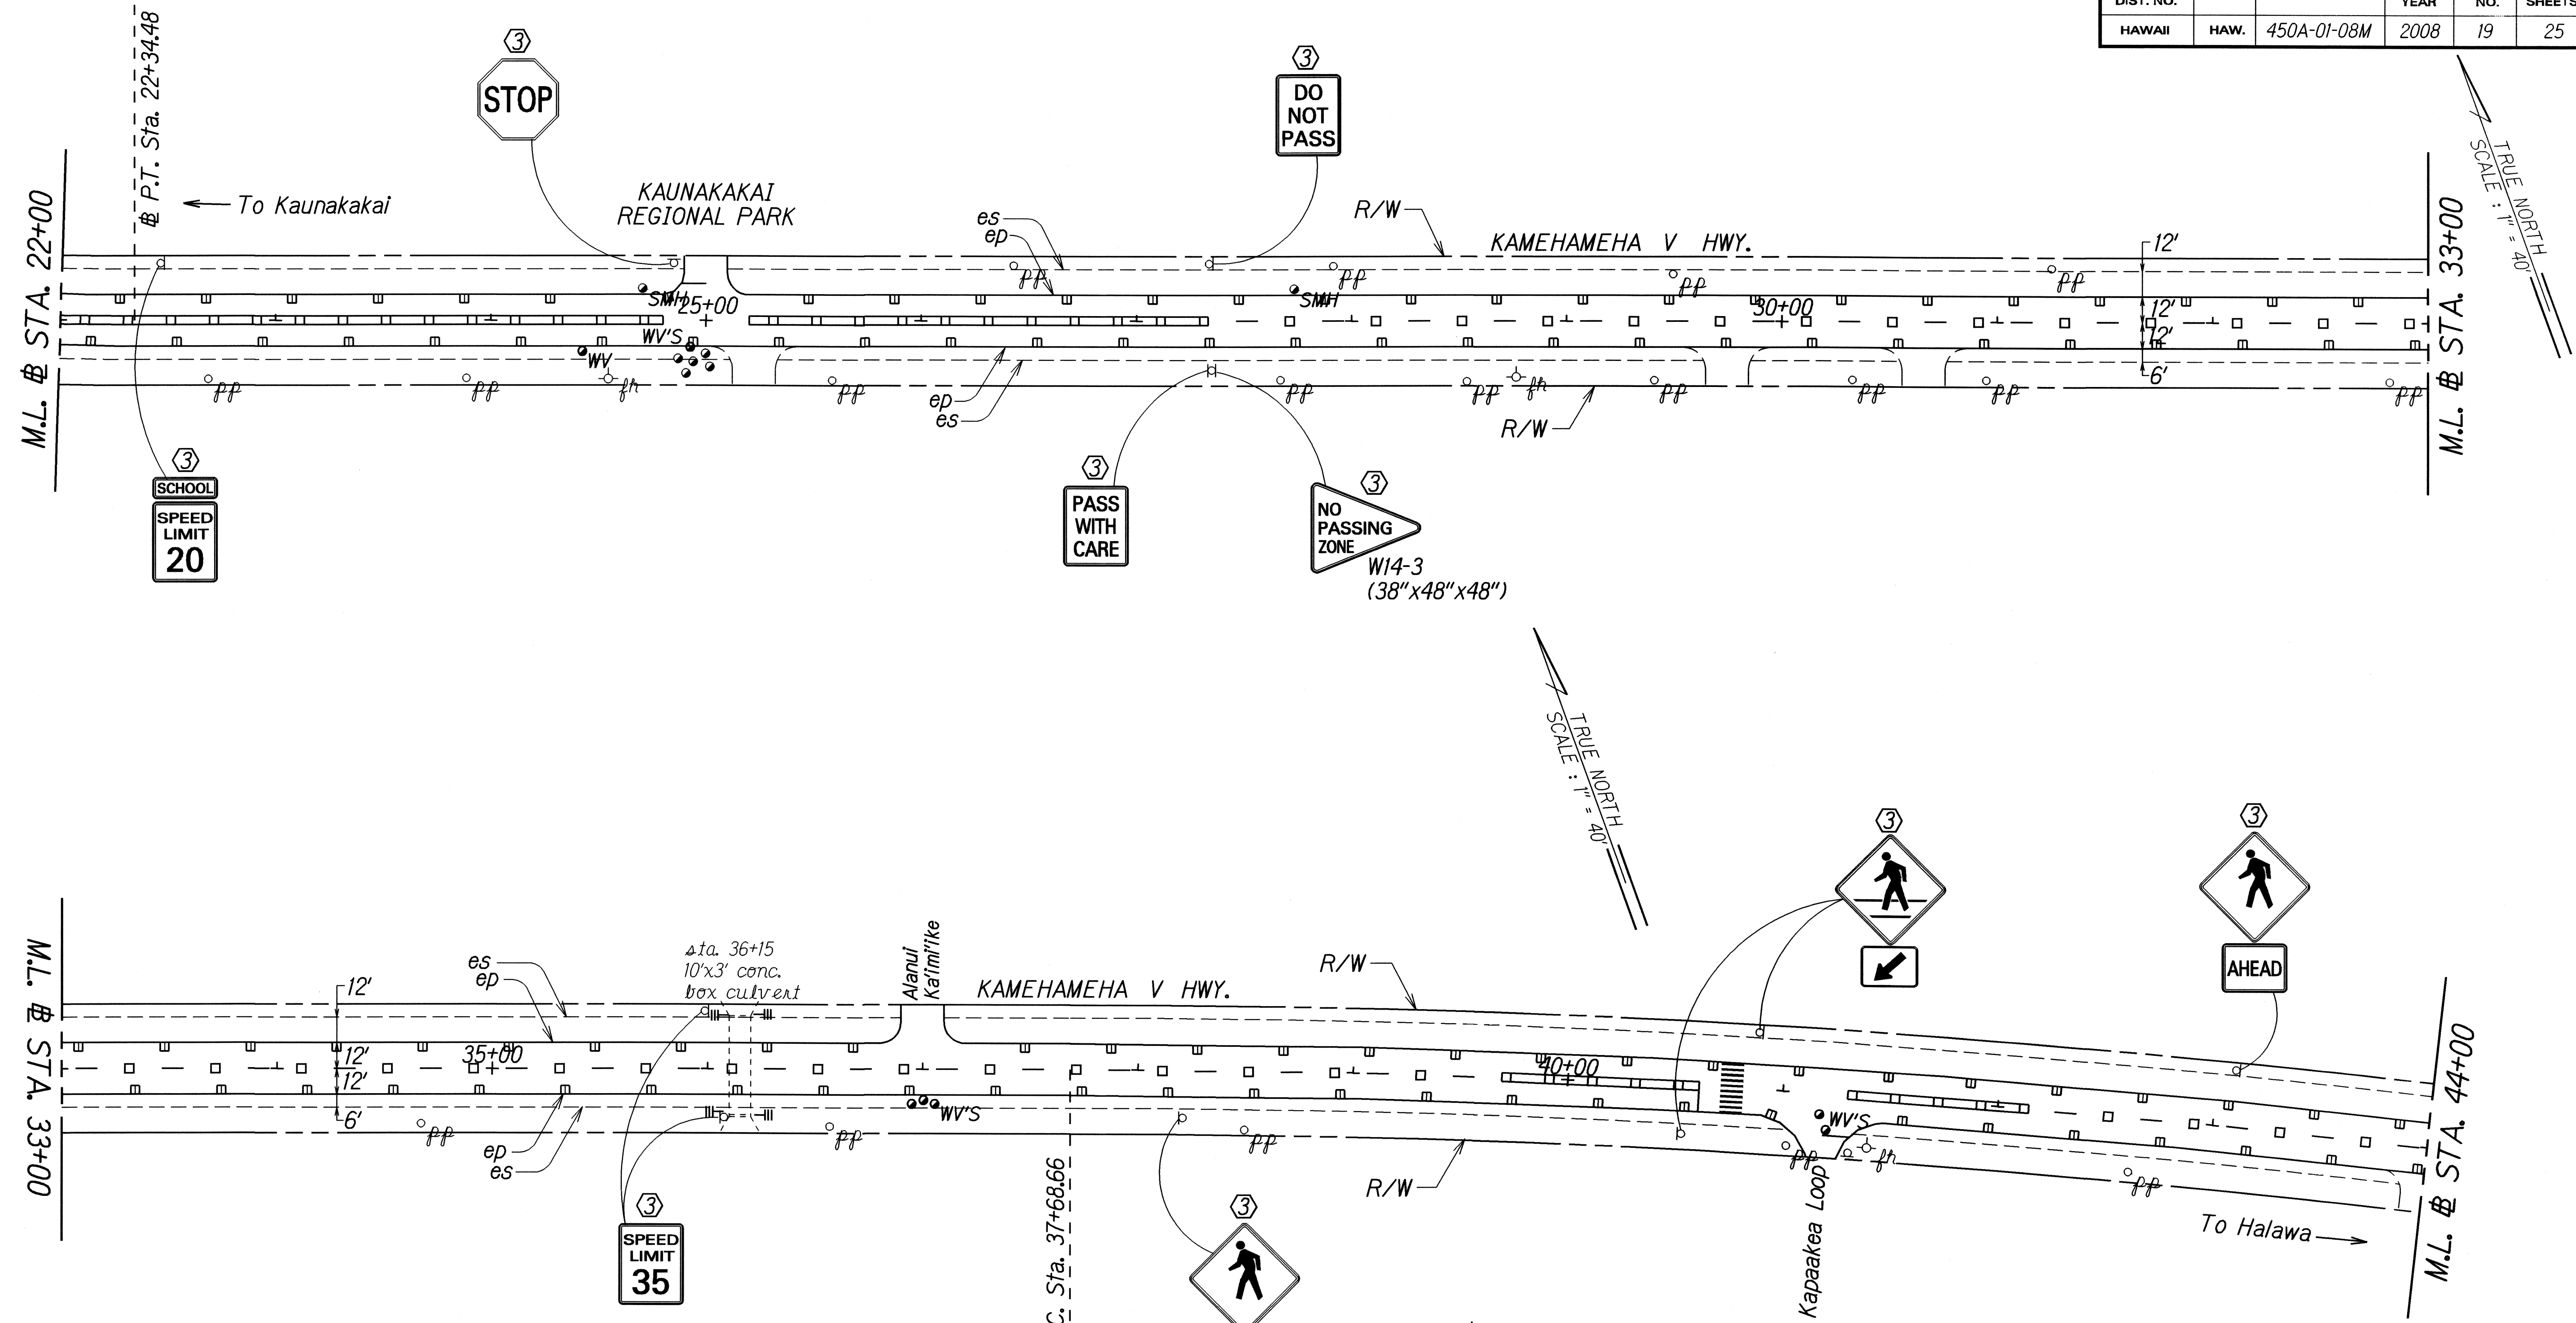 DIST. NO. YEAR NO. SHEETS
HAWAII HAW. 450A-01-08M 2008 19 25
℄ P.T. Sta. 22+34.48
To Kaunakakai
3
STOP
KAUNAKAKAI
REGIONAL PARK
3
DO
NOT
PASS
es
ep
R/W
KAMEHAMEHA V HWY.
12'
TRUE NORTH
SCALE : 1" = 40'
M.L. ℄ STA. 22+00
M.L. ℄ STA. 33+00
pp
pp
pp
pp
SMH
25+00
SMH
30+00
12'
12'
WV'S
WV
pp
pp
fh
pp
pp
pp
fh
pp
pp
pp
6'
pp
ep
es
R/W
3
SCHOOL
SPEED
LIMIT
20
3
PASS
WITH
CARE
3
NO
PASSING
ZONE
W14-3
(38"x48"x48")
TRUE NORTH
SCALE : 1" = 40'
3
3
AHEAD
M.L. ℄ STA. 33+00
M.L. ℄ STA. 44+00
es
ep
12'
sta. 36+15
10'x3' conc.
box culvert
Alanui
Ka'imi'ike
KAMEHAMEHA V HWY.
R/W
12'
35+00
12'
40+00
6'
pp
pp
WV'S
pp
WV'S
pp
fh
pp
ep
es
R/W
C. Sta. 37+68.66
Kapaakea Loop
To Halawa
3
SPEED
LIMIT
35
3